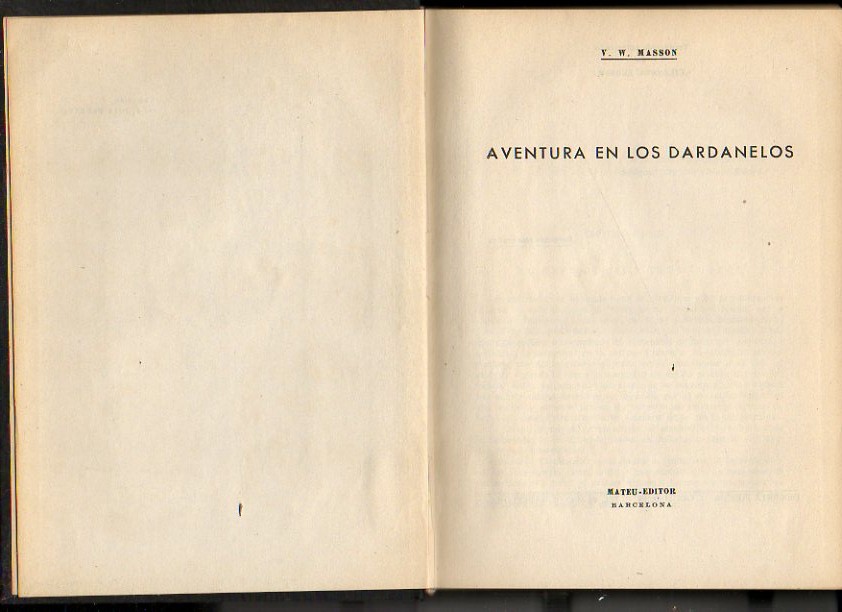 V. W. MASSON
AVENTURA EN LOS DARDANELOS
MATEU-EDITOR
BARCELONA